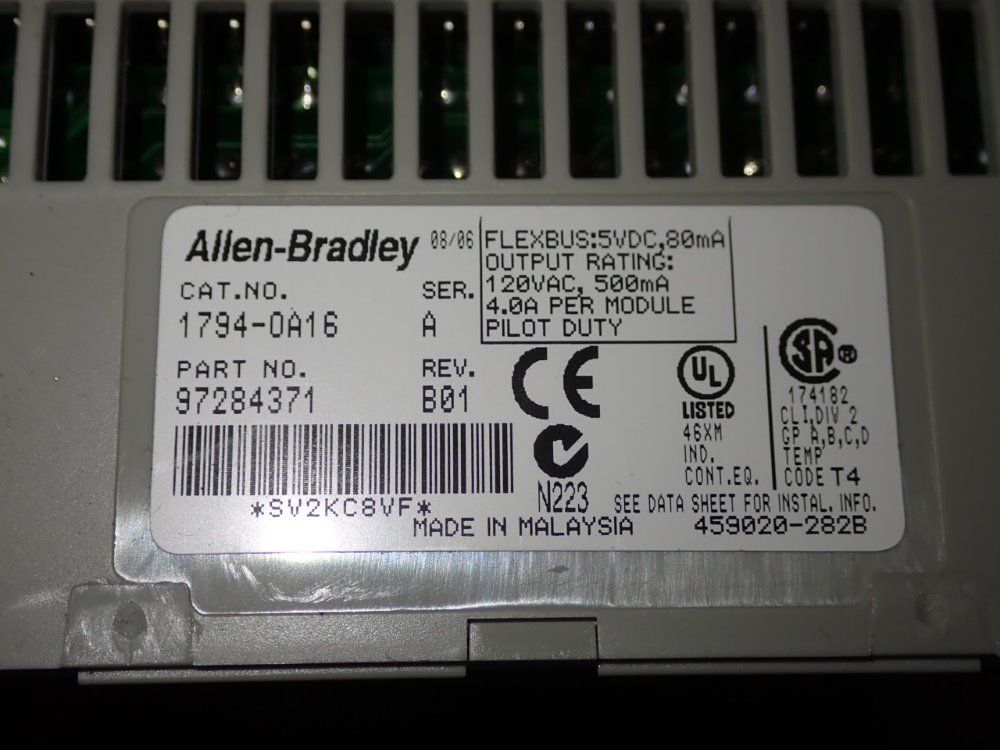 Allen-Bradley 08/06
CAT.NO. SER.
1794-OA16 A
PART NO. REV.
97284371 B01
*SV2KC8VF*
FLEXBUS:5VDC,80mA
OUTPUT RATING:
120VAC, 500mA
4.0A PER MODULE
PILOT DUTY
CE
N223
UL
LISTED
46XM
IND.
CONT.EQ.
SA ®
174182
CLI,DIV 2
GP A,B,C,D
TEMP
CODE T4
SEE DATA SHEET FOR INSTAL. INFO.
MADE IN MALAYSIA 459020-282B